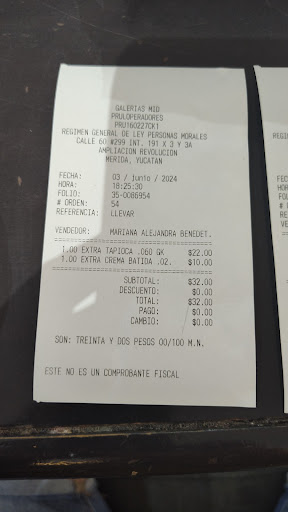 GALERIAS MID
PRULOPERADORES
PRU160227CK1
REGIMEN GENERAL DE LEY PERSONAS MORALES
CALLE 60 #299 INT. 191 X 3 Y 3A
AMPLIACION REVOLUCION
MERIDA, YUCATAN
FECHA: 03 / junio / 2024
HORA: 18:25:30
FOLIO: 35-0086954
# ORDEN: 54
REFERENCIA: LLEVAR
VENDEDOR: MARIANA ALEJANDRA BENEDET.
1.00 EXTRA TAPIOCA .060 GK $22.00
1.00 EXTRA CREMA BATIDA .02. $10.00
SUBTOTAL: $32.00
DESCUENTO: $0.00
TOTAL: $32.00
PAGO: $0.00
CAMBIO: $0.00
SON: TREINTA Y DOS PESOS 00/100 M.N.
ESTE NO ES UN COMPROBANTE FISCAL